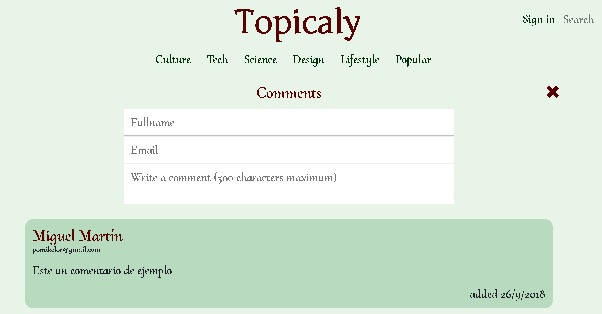 Topicaly
Sign in Search
Culture Tech Science Design Lifestyle Popular
Comments
Fullname
Email
Write a comment (500 characters maximum)
Miguel Martín
Este un comentario de ejemplo
added 26/9/2018